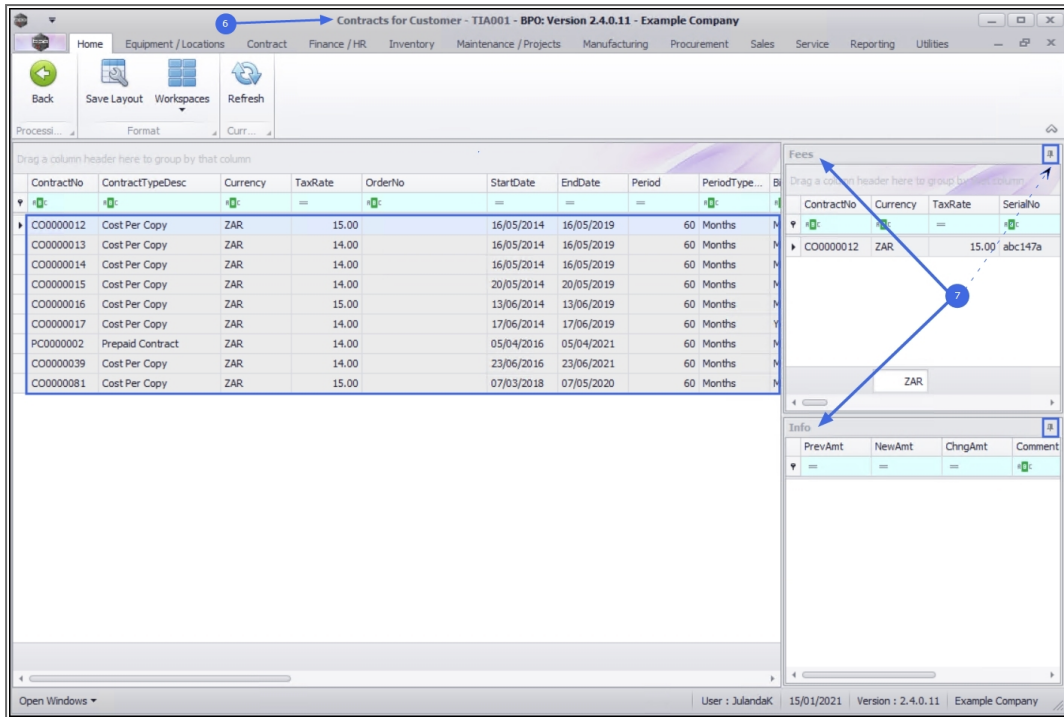 6
Contracts for Customer - TIA001 - BPO: Version 2.4.0.11 - Example Company
Home Equipment / Locations Contract Finance / HR Inventory Maintenance / Projects Manufacturing Procurement Sales Service Reporting Utilities
Back Save Layout Workspaces Refresh
Processi... Format Curr...
Drag a column header here to group by that column
ContractNo ContractTypeDesc Currency TaxRate OrderNo StartDate EndDate Period PeriodType... Bi
CO0000012 Cost Per Copy ZAR 15.00 16/05/2014 16/05/2019 60 Months M
CO0000013 Cost Per Copy ZAR 14.00 16/05/2014 16/05/2019 60 Months M
CO0000014 Cost Per Copy ZAR 14.00 16/05/2014 16/05/2019 60 Months M
CO0000015 Cost Per Copy ZAR 14.00 20/05/2014 20/05/2019 60 Months M
CO0000016 Cost Per Copy ZAR 15.00 13/06/2014 13/06/2019 60 Months M
CO0000017 Cost Per Copy ZAR 14.00 17/06/2014 17/06/2019 60 Months Y
PC0000002 Prepaid Contract ZAR 14.00 05/04/2016 05/04/2021 60 Months M
CO0000039 Cost Per Copy ZAR 14.00 23/06/2016 23/06/2021 60 Months M
CO0000081 Cost Per Copy ZAR 15.00 07/03/2018 07/05/2020 60 Months M
Fees
Drag a column header here to group by that column
ContractNo Currency TaxRate SerialNo
CO0000012 ZAR 15.00 abc147a
7
ZAR
Info
PrevAmt NewAmt ChngAmt Comment
Open Windows User : JulandaK 15/01/2021 Version : 2.4.0.11 Example Company